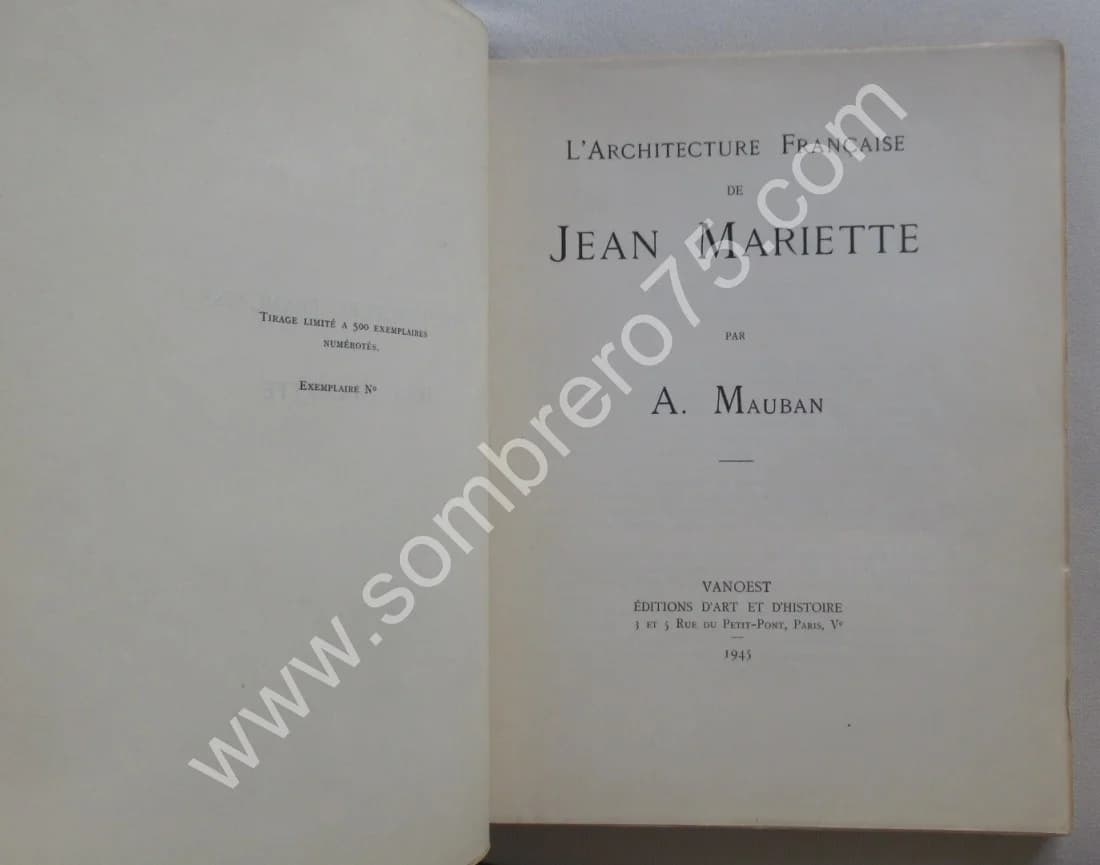 Tirage limité a 500 exemplaires
numérotés.
Exemplaire Nº
L'Architecture Française
de
Jean Mariette
par
A. Mauban
VANOEST
ÉDITIONS D'ART ET D'HISTOIRE
3 et 5 Rue du Petit-Pont, Paris, Vº
1945
www.sombrero75.com